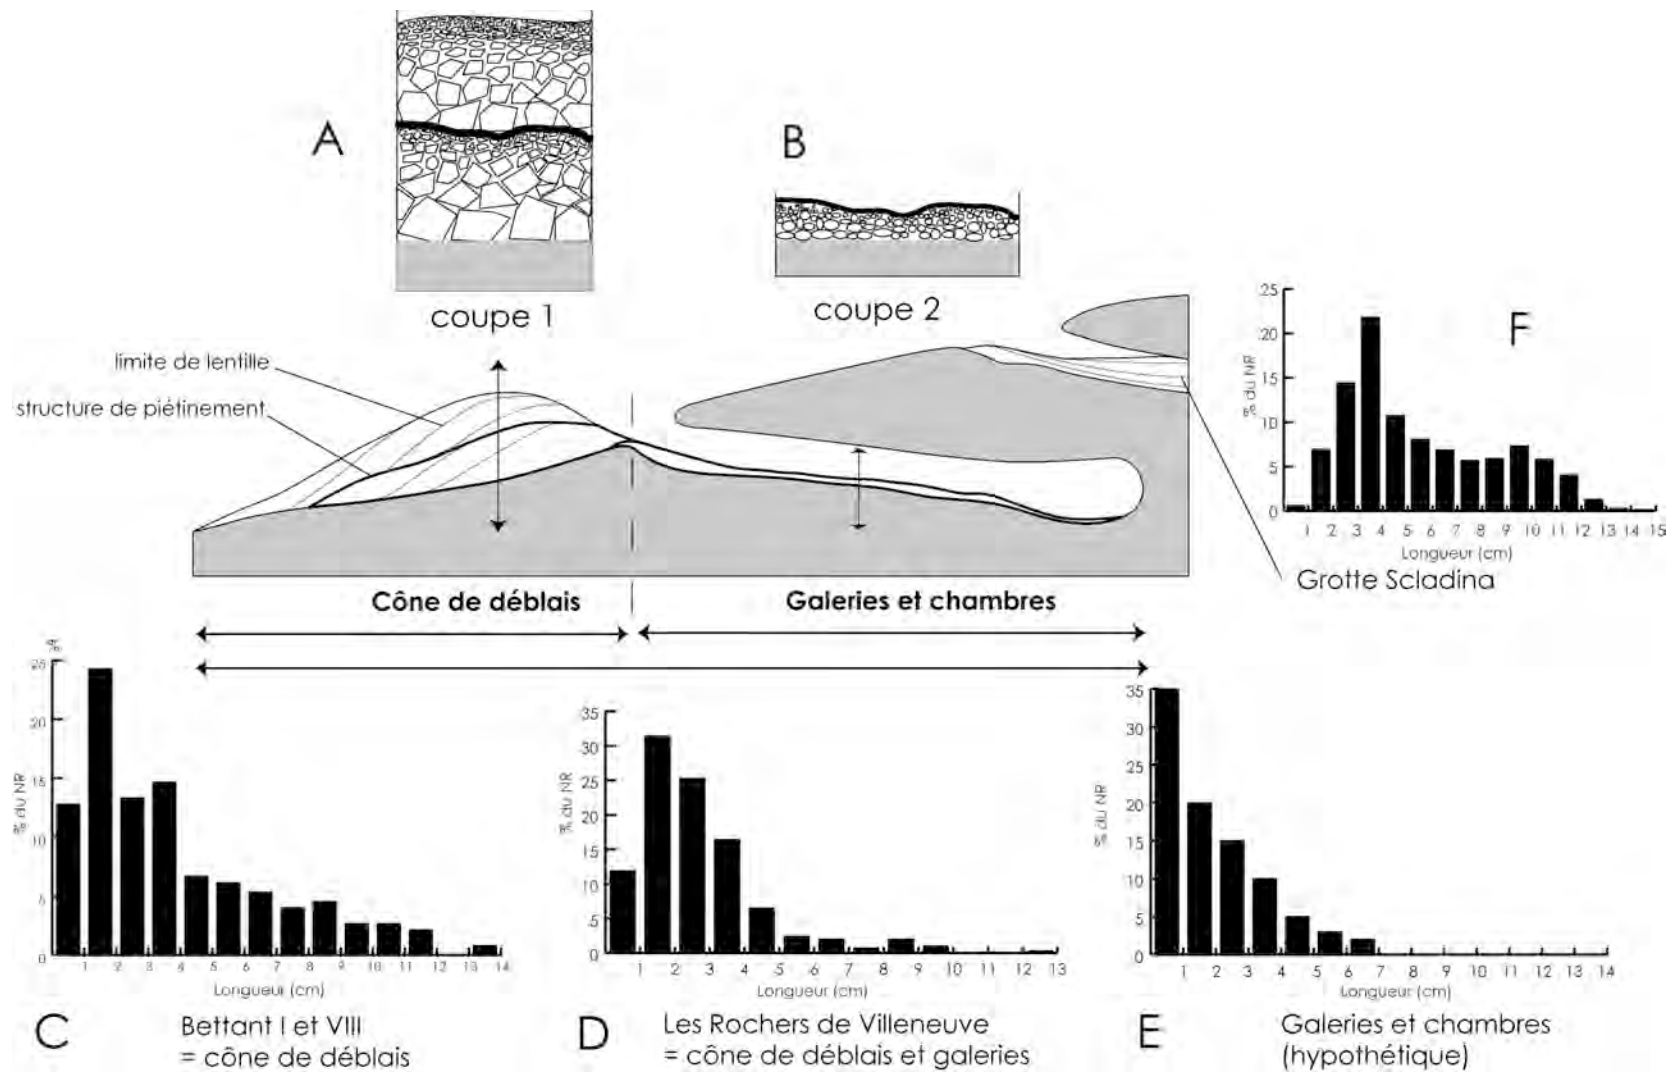 A
B
coupe 1
coupe 2
limite de lentille
structure de piétinement
F
% du NR
25
20
15
10
5
0
1 2 3 4 5 6 7 8 9 10 11 12 13 14 15
Longueur (cm)
Grotte Scladina
Cône de déblais
Galeries et chambres
%
% du NR
25
20
15
10
5
0
1 2 3 4 5 6 7 8 9 10 11 12 13 14
Longueur (cm)
C
Bettant I et VIII
= cône de déblais
% du NR
35
30
25
20
15
10
5
0
1 2 3 4 5 6 7 8 9 10 11 12 13
Longueur (cm)
D
Les Rochers de Villeneuve
= cône de déblais et galeries
% du NR
35
30
25
20
15
10
5
0
1 2 3 4 5 6 7 8 9 10 11 12 13 14
Longueur (cm)
E
Galeries et chambres
(hypothétique)